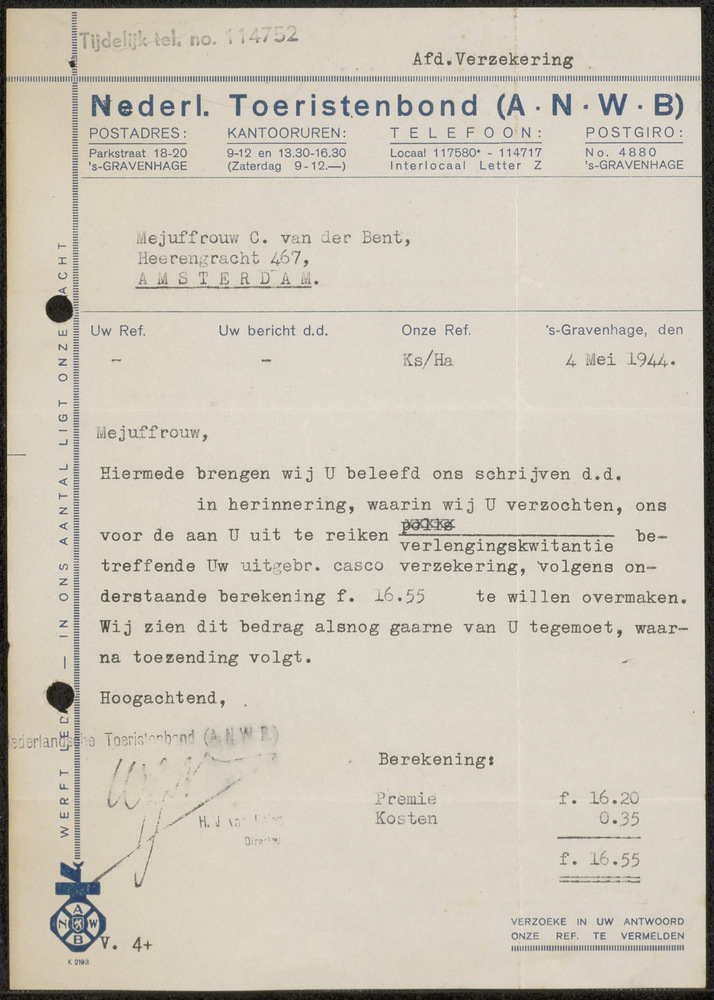 Tijdelijk tel. no. 114752
Afd.Verzekering
Nederl. Toeristenbond (A·N·W·B)
POSTADRES: KANTOORUREN: TELEFOON: POSTGIRO:
Parkstraat 18-20 9-12 en 13.30-16.30 Locaal 117580* - 114717 No. 4880
's-GRAVENHAGE (Zaterdag 9-12.—) Interlocaal Letter Z 's-GRAVENHAGE
Mejuffrouw C. van der Bent,
Heerengracht 467,
AMSTERDAM.
Uw Ref. Uw bericht d.d. Onze Ref. 's-Gravenhage, den
- - Ks/Ha 4 Mei 1944.
Mejuffrouw,
Hiermede brengen wij U beleefd ons schrijven d.d.
in herinnering, waarin wij U verzochten, ons
voor de aan U uit te reiken verlengingskwitantie be-
treffende Uw uitgebr. casco verzekering, volgens on-
derstaande berekening f. 16.55 te willen overmaken.
Wij zien dit bedrag alsnog gaarne van U tegemoet, waar-
na toezending volgt.
Hoogachtend,
ederlandsche Toeristenbond (A.N.W.B.)
H. J van
Berekening:
Premie f. 16.20
Kosten 0.35
f. 16.55
WERFT LED — IN ONS AANTAL LIGT ONZE ACHT
A
N W
B
V. 4+
K 2193
VERZOEKE IN UW ANTWOORD
ONZE REF. TE VERMELDEN